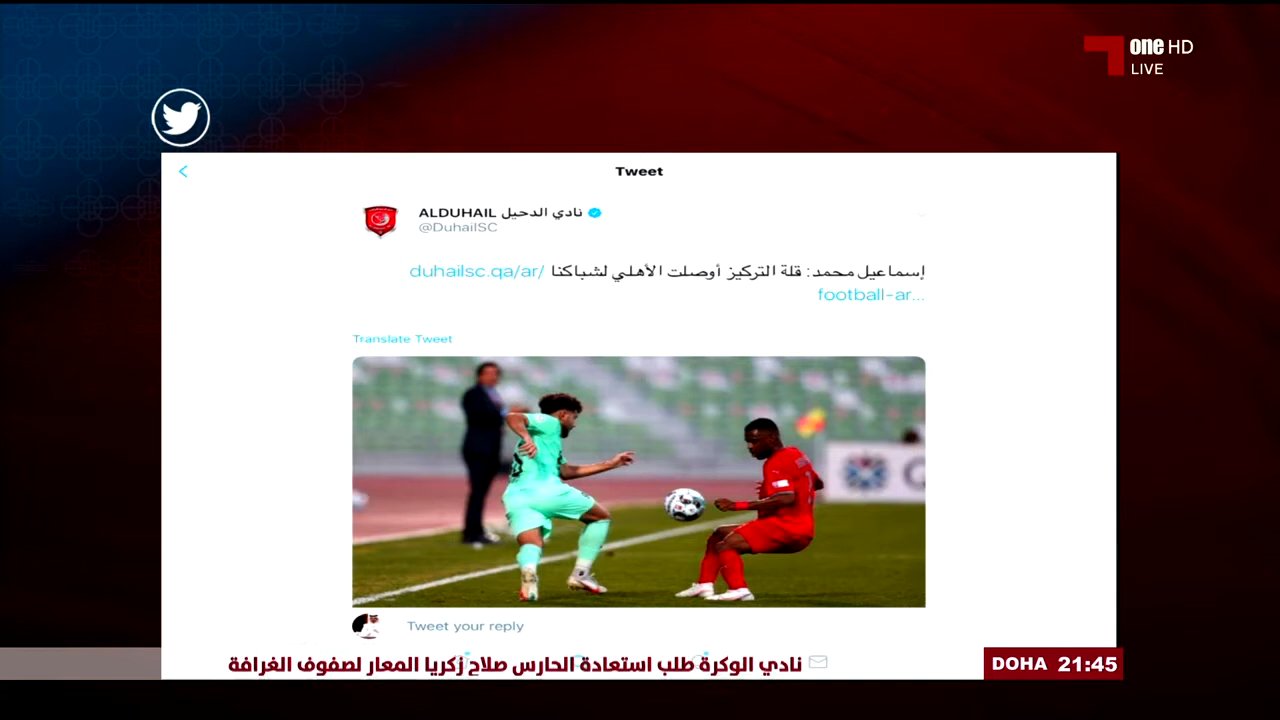 one HD
LIVE
Tweet
ALDUHAIL نادي الدحيل
@DuhailSC
إسماعيل محمد: قلة التركيز أوصلت الأهلي لشباكنا duhailsc.qa/ar/
football-ar...
Translate Tweet
Tweet your reply
نادي الوكرة طلب استعادة الحارس صلاح زكريا المعار لصفوف الغرافة
DOHA 21:45